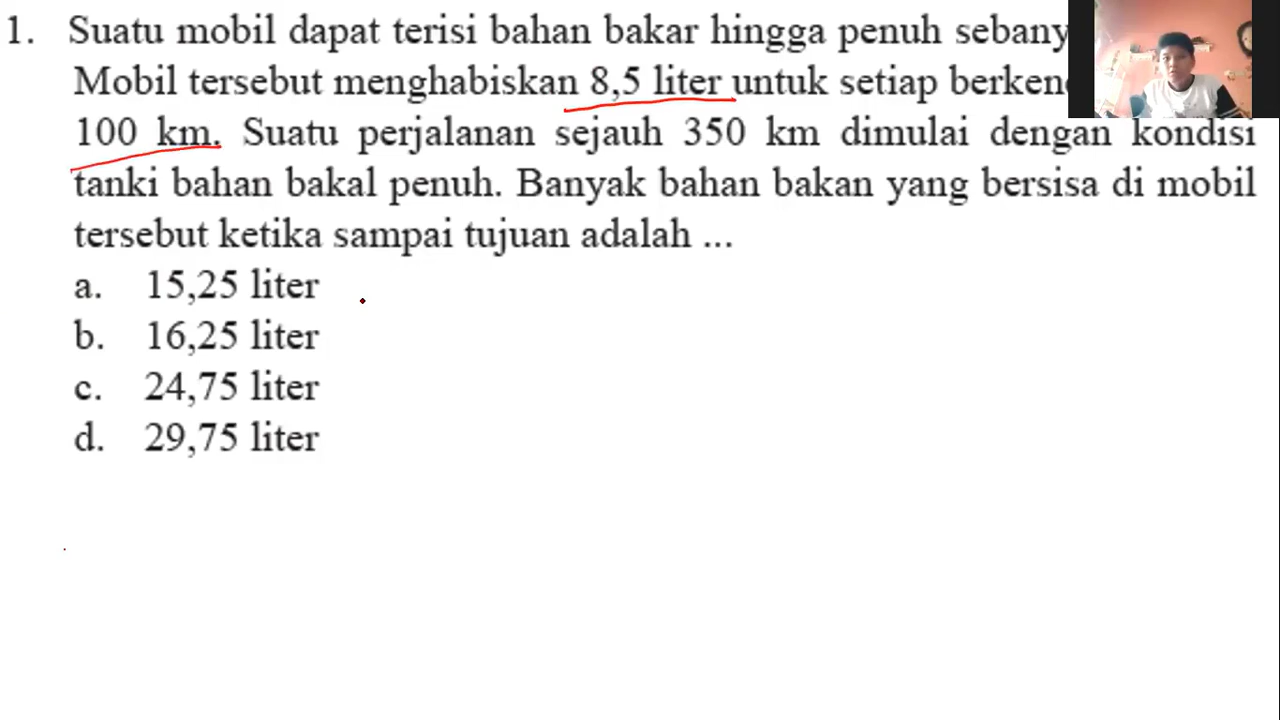 1. Suatu mobil dapat terisi bahan bakar hingga penuh
Mobil tersebut menghabiskan 8,5 liter untuk setiap
100 km. Suatu perjalanan sejauh 350 km dimulai dengan kondisi
tanki bahan bakal penuh. Banyak bahan bakan yang bersisa di mobil
tersebut ketika sampai tujuan adalah ...
a. 15,25 liter
b. 16,25 liter
c. 24,75 liter
d. 29,75 liter